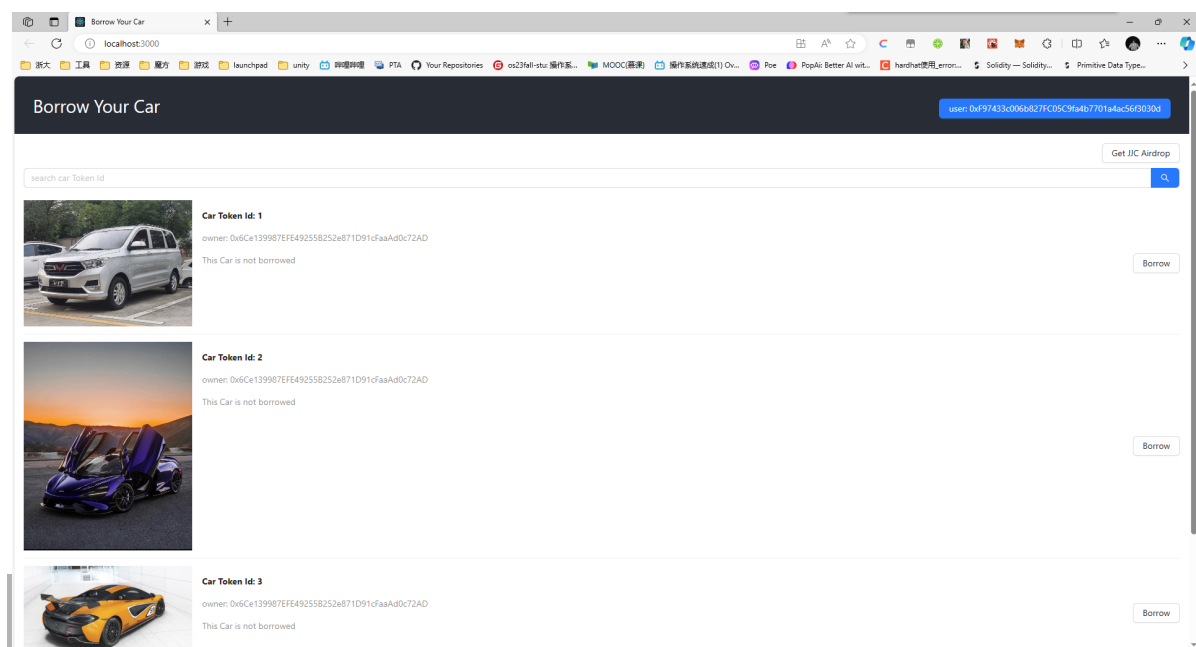 Borrow Your Car
localhost:3000
浙大 工具 资源 魔方 游戏 launchpad unity 哔哩哔哩 PTA Your Repositories os23fall-stu: 操作系... MOOC(慕课) 操作系统速成(1) Ov... Poe PopAi: Better AI wit... hardhat使用_error:... Solidity — Solidity... Primitive Data Type...
Borrow Your Car
user: 0xF97433c006b827FC05C9fa4b7701a4ac56f3030d
Get JJC Airdrop
search car Token Id
Car Token Id: 1
owner: 0x6Ce139987EFE49255B252e871D91cFaaAd0c72AD
This Car is not borrowed
Borrow
Car Token Id: 2
owner: 0x6Ce139987EFE49255B252e871D91cFaaAd0c72AD
This Car is not borrowed
Borrow
Car Token Id: 3
owner: 0x6Ce139987EFE49255B252e871D91cFaaAd0c72AD
This Car is not borrowed
Borrow